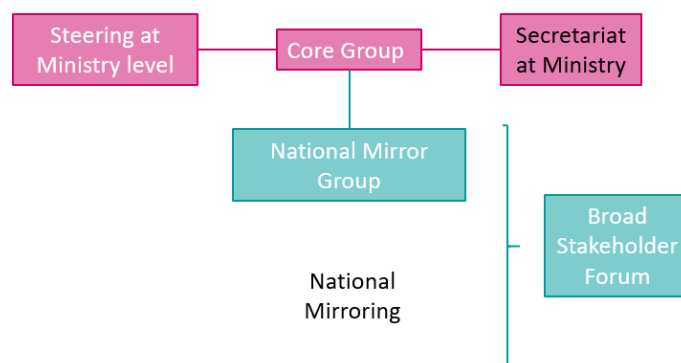 Steering at
Ministry level
Core Group
Secretariat
at Ministry
National Mirror
Group
Broad
Stakeholder
Forum
National
Mirroring